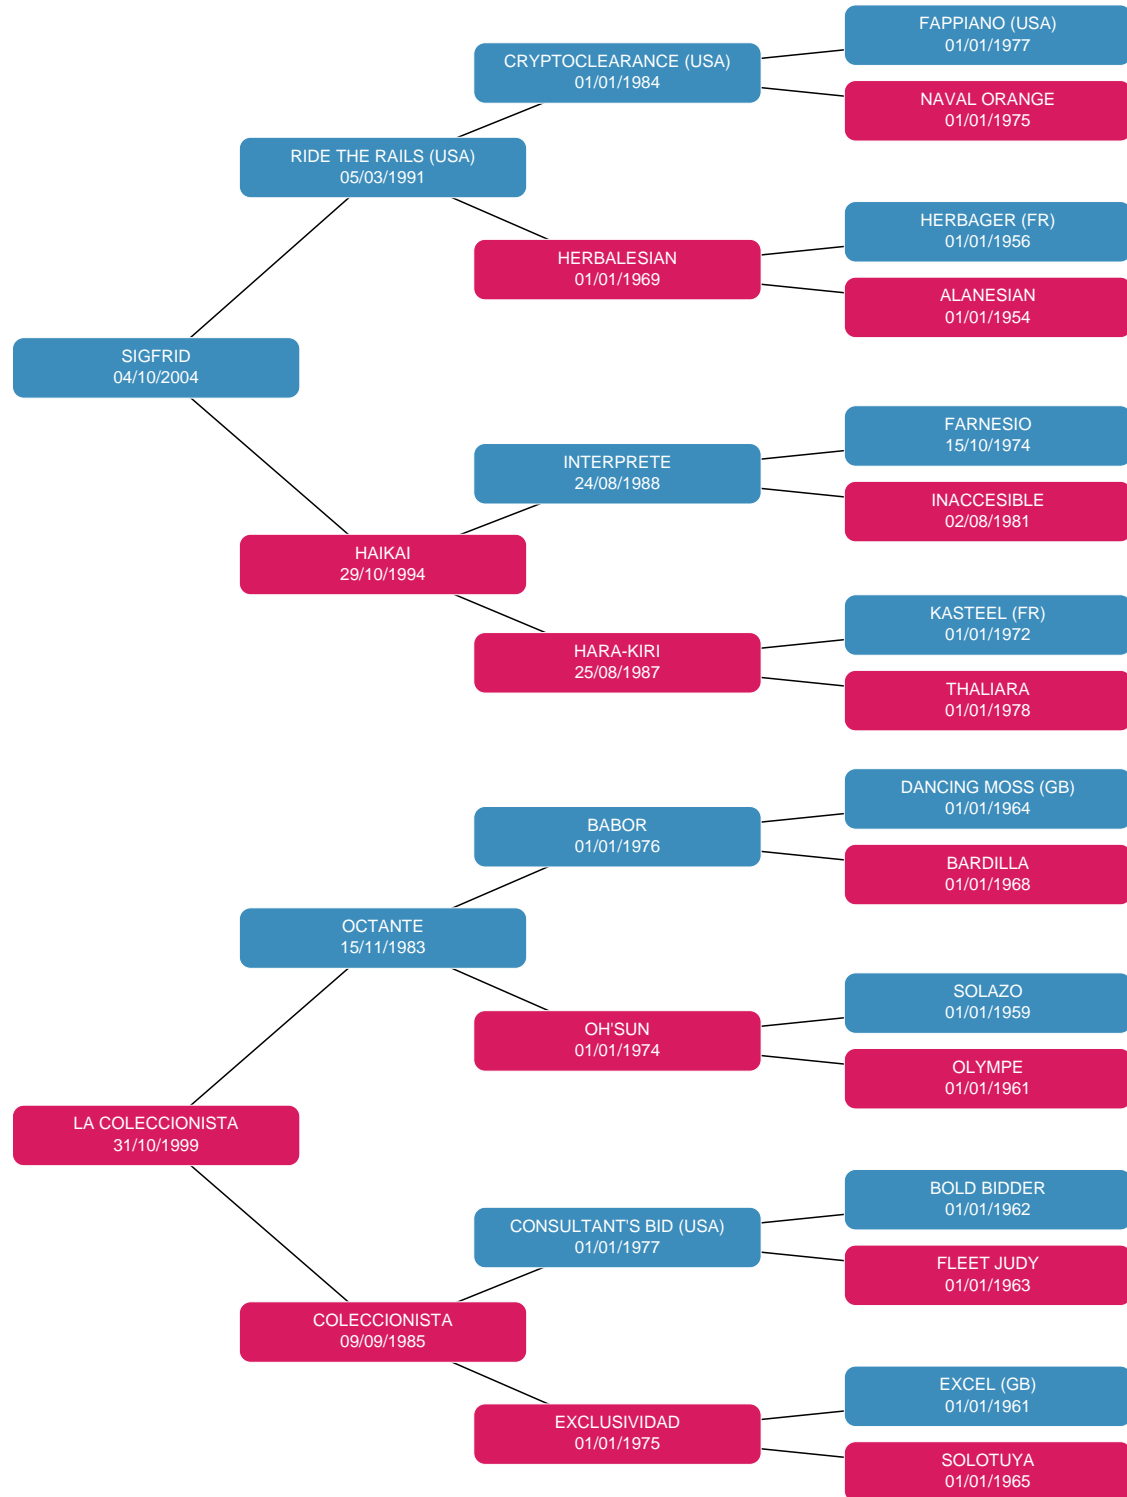 FAPPIANO (USA)
01/01/1977
CRYPTOCLEARANCE (USA)
01/01/1984
NAVAL ORANGE
01/01/1975
RIDE THE RAILS (USA)
05/03/1991
HERBAGER (FR)
01/01/1956
HERBALESIAN
01/01/1969
ALANESIAN
01/01/1954
SIGFRID
04/10/2004
FARNESIO
15/10/1974
INTERPRETE
24/08/1988
INACCESIBLE
02/08/1981
HAIKAI
29/10/1994
KASTEEL (FR)
01/01/1972
HARA-KIRI
25/08/1987
THALIARA
01/01/1978
DANCING MOSS (GB)
01/01/1964
BABOR
01/01/1976
BARDILLA
01/01/1968
OCTANTE
15/11/1983
SOLAZO
01/01/1959
OH'SUN
01/01/1974
OLYMPE
01/01/1961
LA COLECCIONISTA
31/10/1999
BOLD BIDDER
01/01/1962
CONSULTANT'S BID (USA)
01/01/1977
FLEET JUDY
01/01/1963
COLECCIONISTA
09/09/1985
EXCEL (GB)
01/01/1961
EXCLUSIVIDAD
01/01/1975
SOLOTUYA
01/01/1965